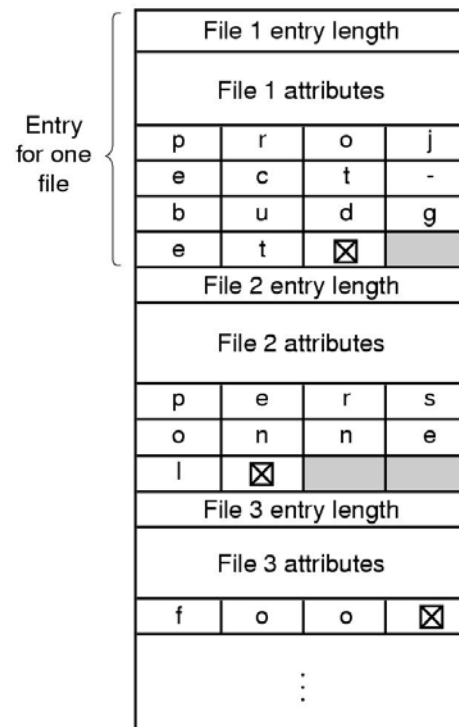 File 1 entry length
File 1 attributes
Entry
for one
file
p r o j
e c t -
b u d g
e t ☒
File 2 entry length
File 2 attributes
p e r s
o n n e
l ☒
File 3 entry length
File 3 attributes
f o o ☒
⋮